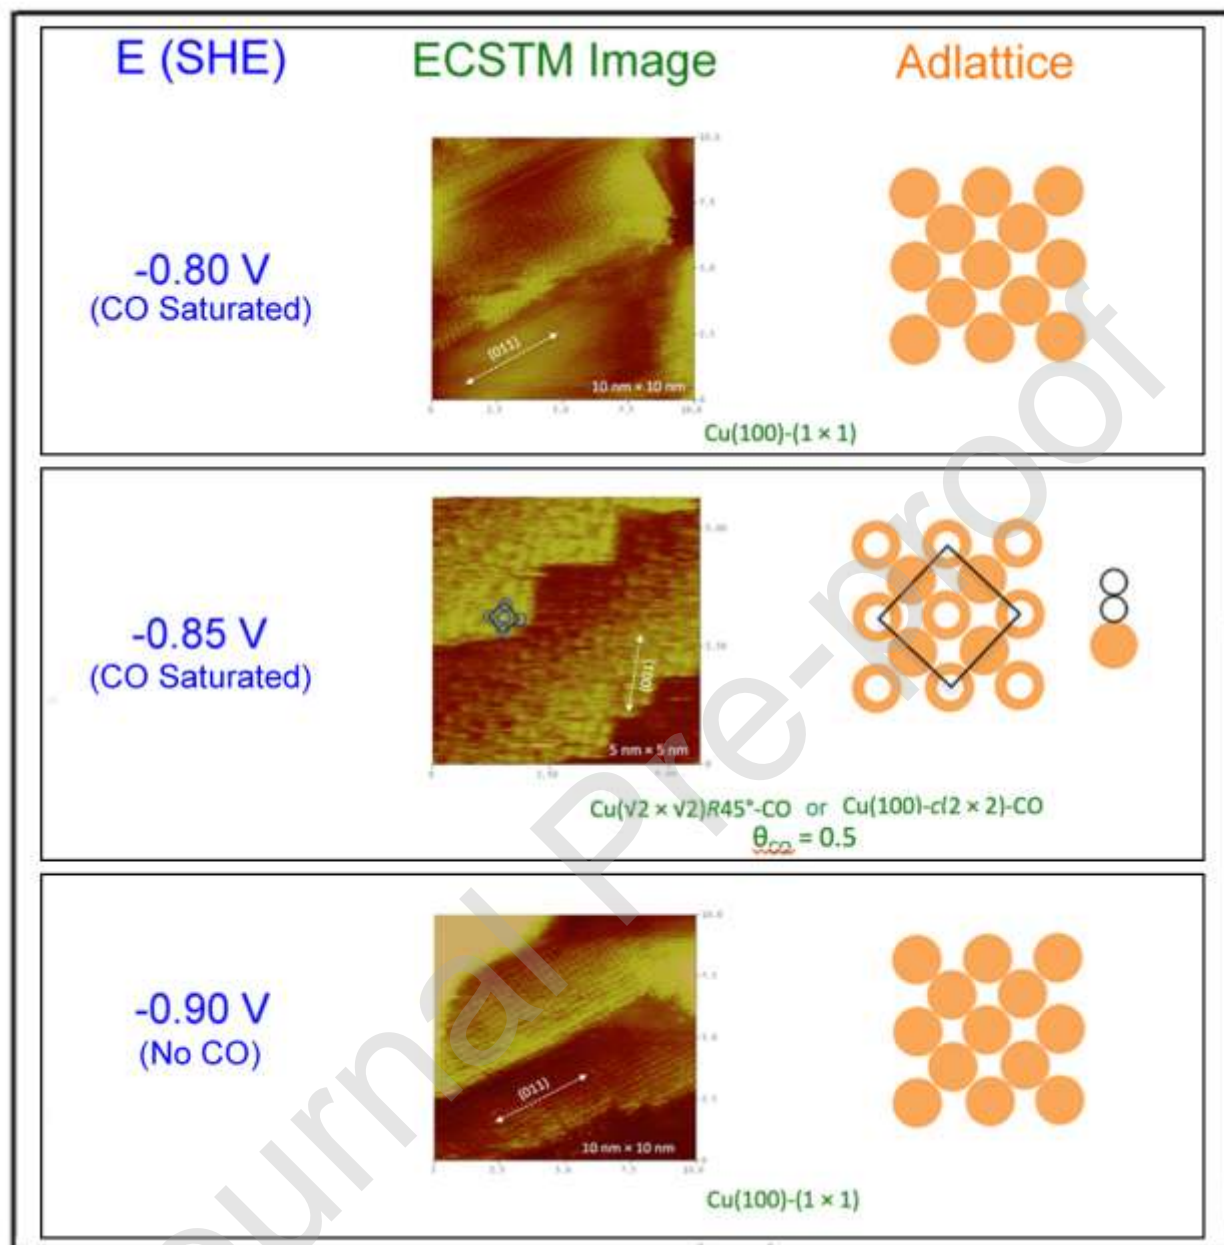 E (SHE) ECSTM Image Adlattice
-0.80 V
(CO Saturated)
(011)
10 nm × 10 nm
Cu(100)-(1 × 1)
-0.85 V
(CO Saturated)
(100)
5 nm × 5 nm
Cu(√2 × √2)R45°-CO or Cu(100)-c(2 × 2)-CO
θCO = 0.5
-0.90 V
(No CO)
(011)
10 nm × 10 nm
Cu(100)-(1 × 1)
Journal Pre-proof